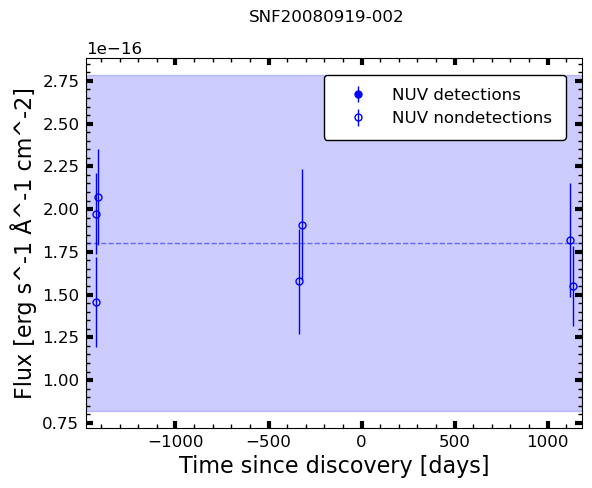 SNF20080919-002
1e−16
NUV detections
NUV nondetections
Flux [erg s^-1 Å^-1 cm^-2]
2.75
2.50
2.25
2.00
1.75
1.50
1.25
1.00
0.75
−1000
−500
0
500
1000
Time since discovery [days]